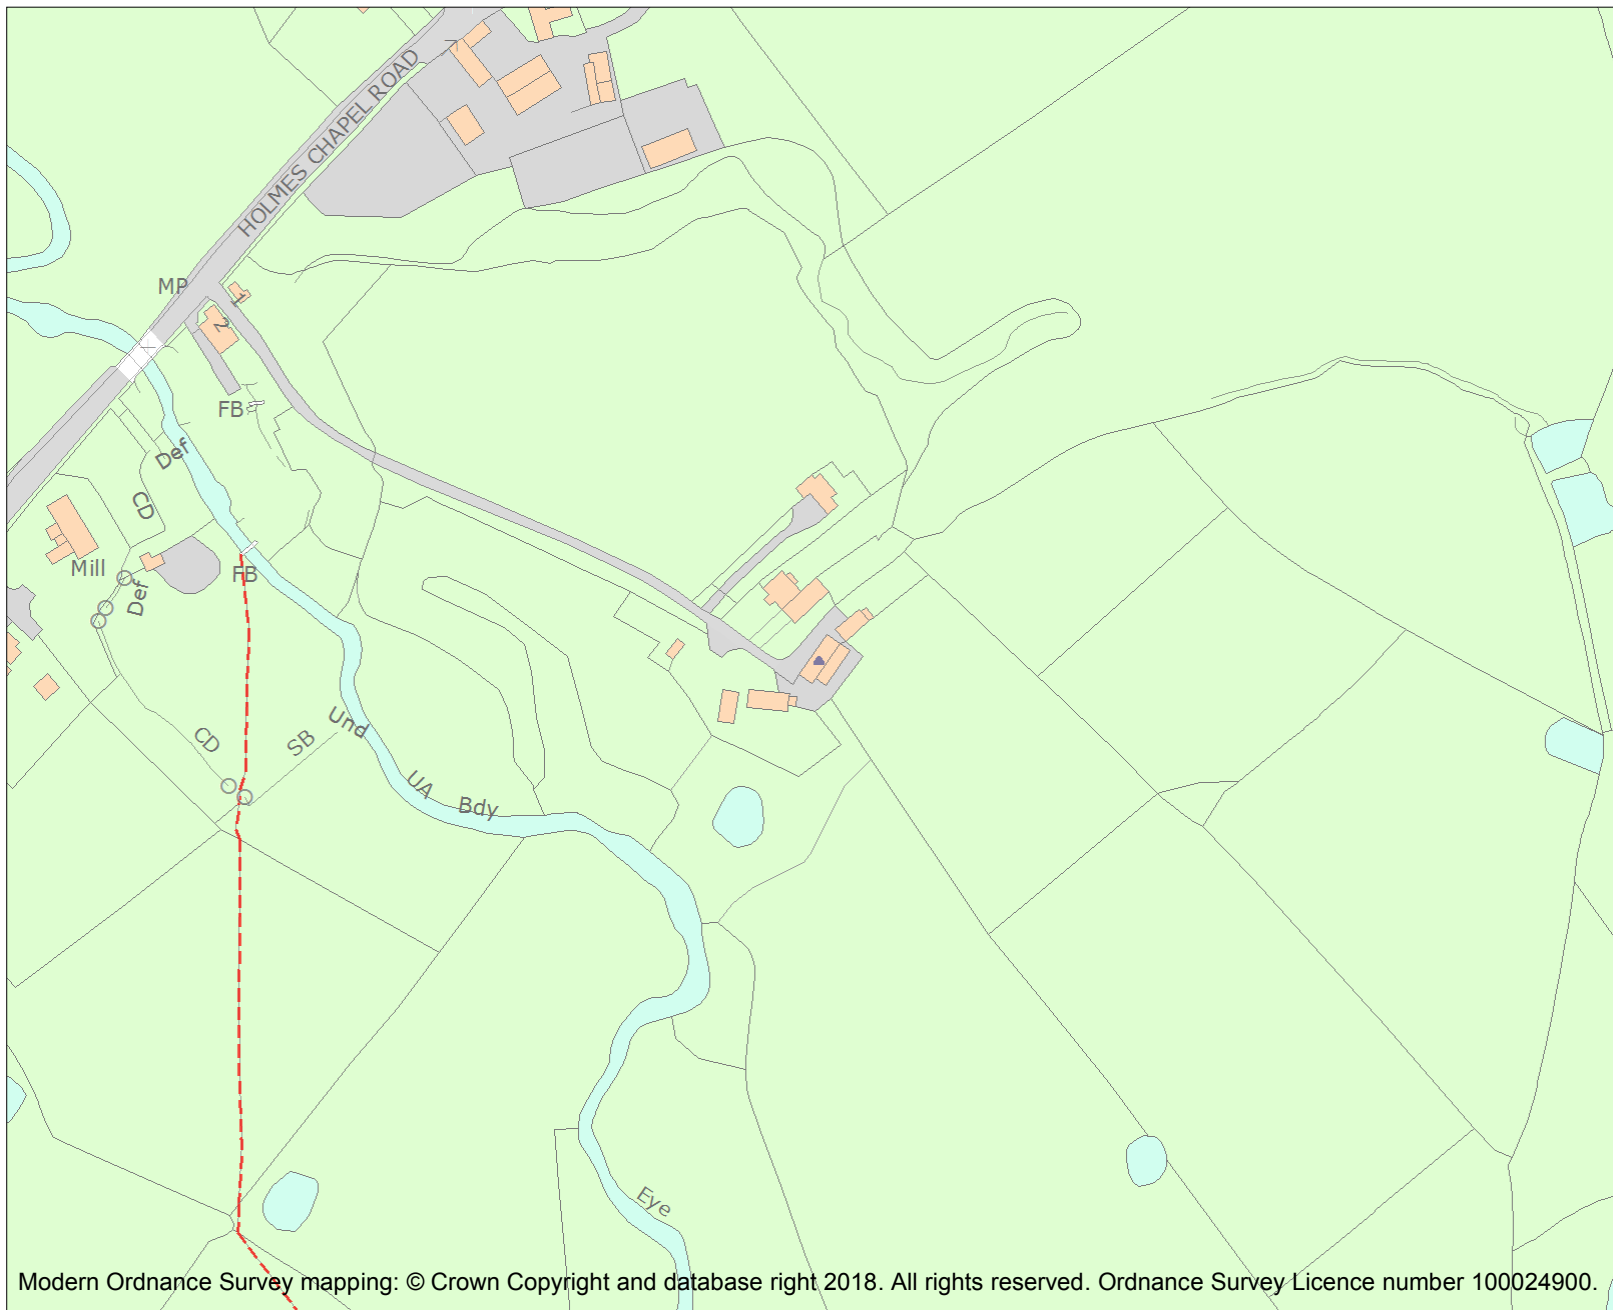 HOLMES CHAPEL ROAD
MP
1
2
FB
Def
CD
Mill
FB
Def
CD
SB
Und
UA
Bdy
Eye
Modern Ordnance Survey mapping: © Crown Copyright and database right 2018. All rights reserved. Ordnance Survey Licence number 100024900.